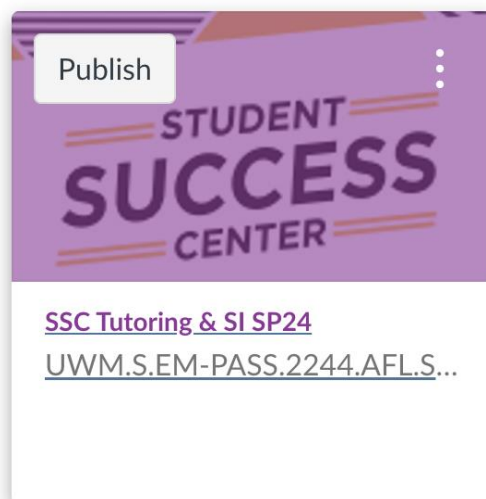 Publish
STUDENT
SUCCESS
CENTER
SSC Tutoring & SI SP24
UWM.S.EM-PASS.2244.AFL.S...